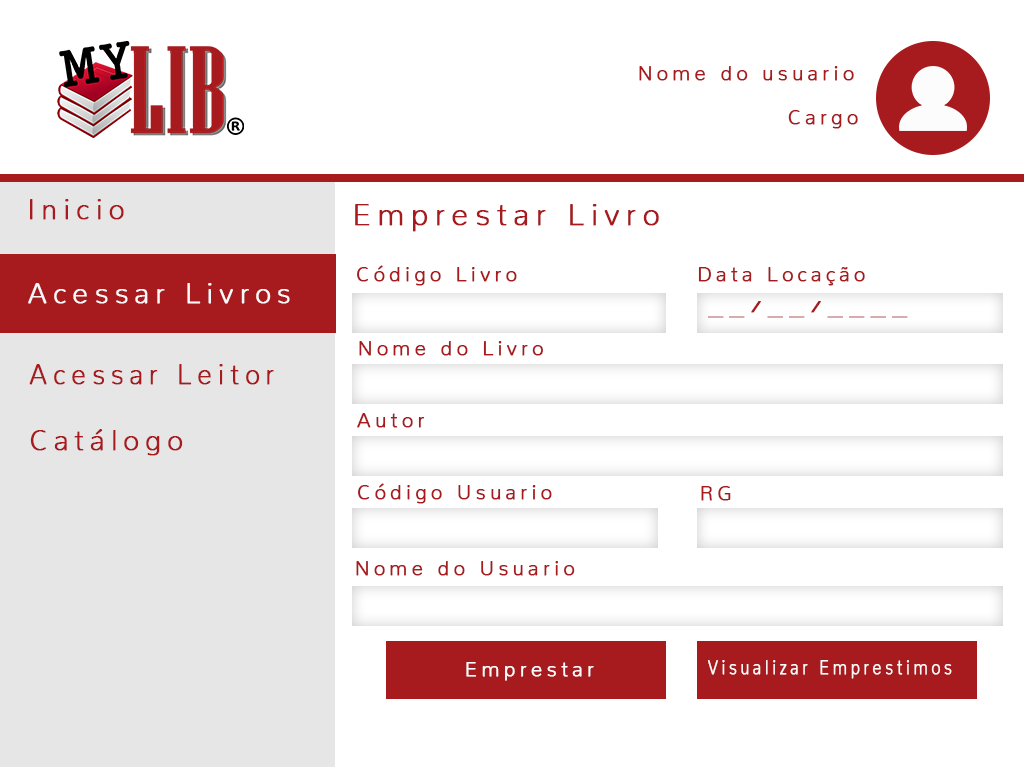 MY LIB®
Nome do usuario
Cargo
Inicio
Acessar Livros
Acessar Leitor
Catálogo
Emprestar Livro
Código Livro
Data Locação
__/__/____
Nome do Livro
Autor
Código Usuario
RG
Nome do Usuario
Emprestar
Visualizar Emprestimos